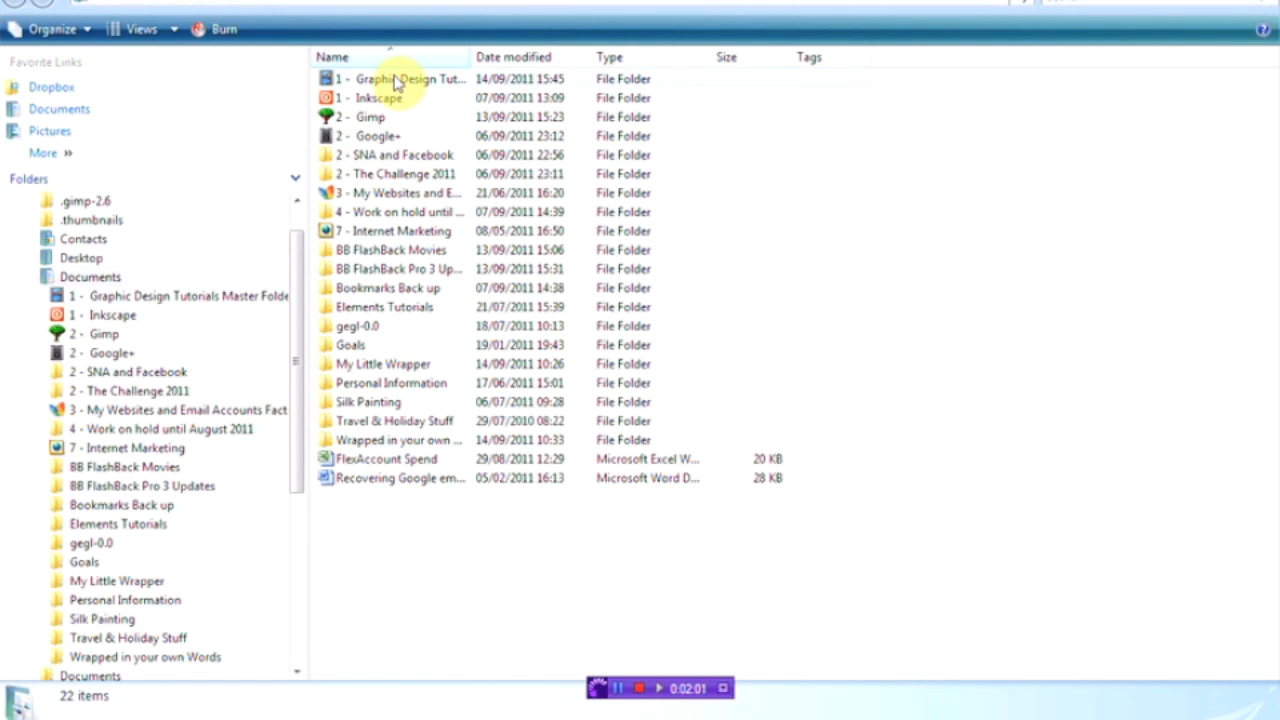 Organize Views Burn
Favorite Links
Dropbox
Documents
Pictures
More »
Folders
.gimp-2.6
.thumbnails
Contacts
Desktop
Documents
1 - Graphic Design Tutorials Master Folde
1 - Inkscape
2 - Gimp
2 - Google+
2 - SNA and Facebook
2 - The Challenge 2011
3 - My Websites and Email Accounts Fact
4 - Work on hold until August 2011
7 - Internet Marketing
BB FlashBack Movies
BB FlashBack Pro 3 Updates
Bookmarks Back up
Elements Tutorials
gegl-0.0
Goals
My Little Wrapper
Personal Information
Silk Painting
Travel & Holiday Stuff
Wrapped in your own Words
Documents
Name Date modified Type Size Tags
1 - Graphic Design Tut... 14/09/2011 15:45 File Folder
1 - Inkscape 07/09/2011 13:09 File Folder
2 - Gimp 13/09/2011 15:23 File Folder
2 - Google+ 06/09/2011 23:12 File Folder
2 - SNA and Facebook 06/09/2011 22:56 File Folder
2 - The Challenge 2011 06/09/2011 23:11 File Folder
3 - My Websites and E... 21/06/2011 16:20 File Folder
4 - Work on hold until ... 07/09/2011 14:39 File Folder
7 - Internet Marketing 08/05/2011 16:50 File Folder
BB FlashBack Movies 13/09/2011 15:06 File Folder
BB FlashBack Pro 3 Up... 13/09/2011 15:31 File Folder
Bookmarks Back up 07/09/2011 14:38 File Folder
Elements Tutorials 21/07/2011 15:39 File Folder
gegl-0.0 18/07/2011 10:13 File Folder
Goals 19/01/2011 19:43 File Folder
My Little Wrapper 14/09/2011 10:26 File Folder
Personal Information 17/06/2011 15:01 File Folder
Silk Painting 06/07/2011 09:28 File Folder
Travel & Holiday Stuff 29/07/2010 08:22 File Folder
Wrapped in your own ... 14/09/2011 10:33 File Folder
FlexAccount Spend 29/08/2011 12:29 Microsoft Excel W... 20 KB
Recovering Google em... 05/02/2011 16:13 Microsoft Word D... 28 KB
22 items
0:02:01